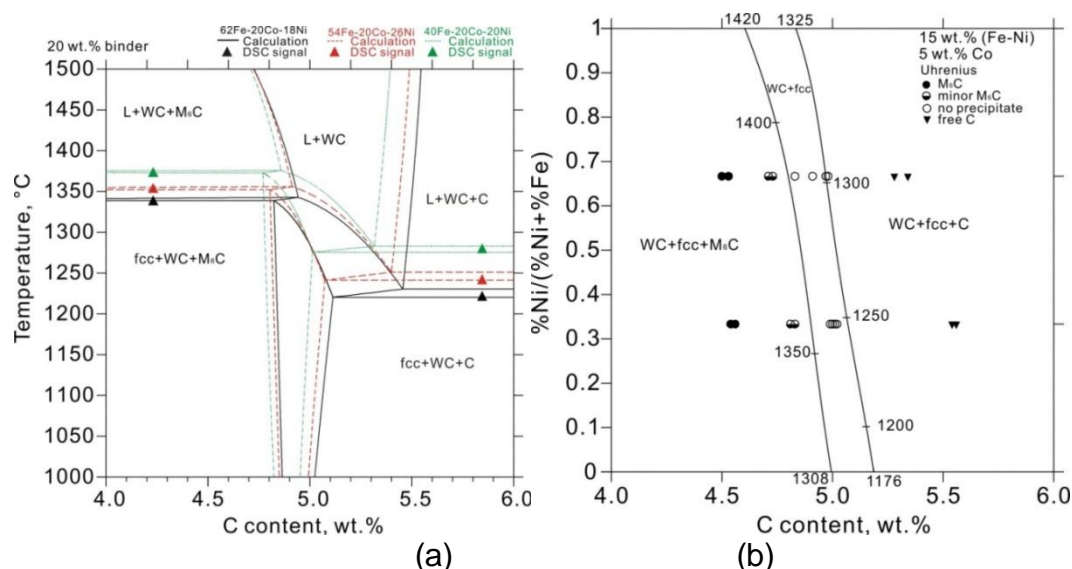 62Fe-20Co-18Ni 54Fe-20Co-26Ni 40Fe-20Co-20Ni
20 wt.% binder
Calculation Calculation Calculation
DSC signal DSC signal DSC signal
1500
1450
1400
1350
1300
1250
1200
1150
1100
1050
1000
Temperature, °C
L+WC+M₆C
L+WC
L+WC+C
fcc+WC+M₆C
fcc+WC+C
4.0 4.5 5.0 5.5 6.0
C content, wt.%
(a)
1420 1325
1
0.9
0.8
0.7
0.6
0.5
0.4
0.3
0.2
0.1
0
%Ni/(%Ni+%Fe)
15 wt.% (Fe-Ni)
5 wt.% Co
Uhrenius
M₆C
minor M₆C
no precipitate
free C
WC+fcc
1400
1300
WC+fcc+M₆C
WC+fcc+C
1250
1350
1200
1308 1176
4.0 4.5 5.0 5.5 6.0
C content, wt.%
(b)